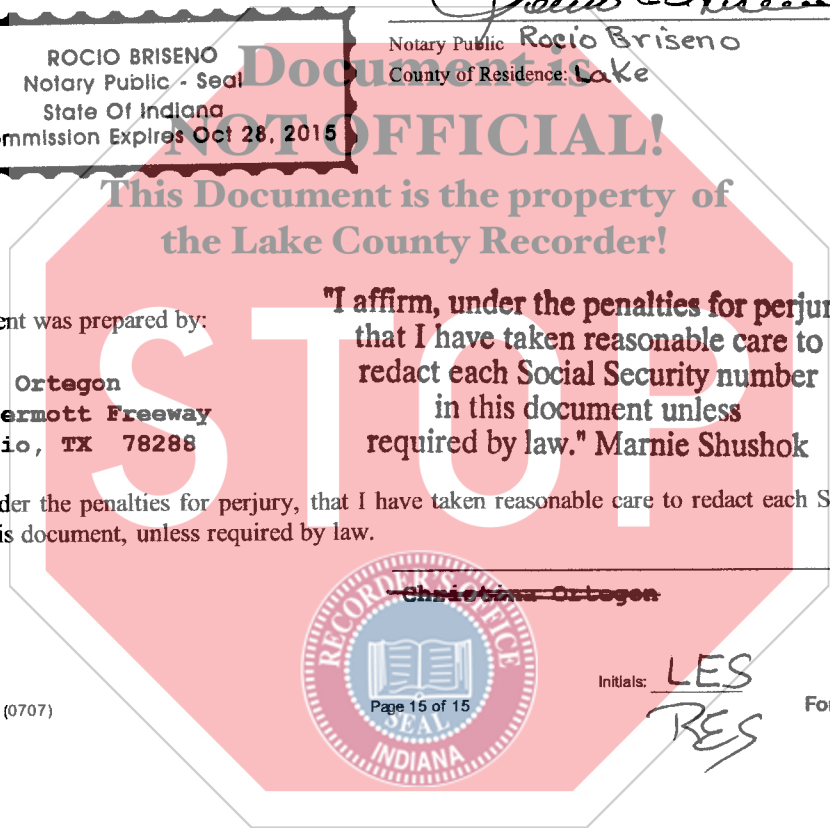 ROCIO BRISENO
Notary Public - Seal
State Of Indiana
mmission Expires Oct 28, 2015
Notary Public Rocio Briseno
County of Residence: Lake
Document is
NOT OFFICIAL!
This Document is the property of
the Lake County Recorder!
STOP
ent was prepared by:
Ortegon
ermott Freeway
io, TX 78288
"I affirm, under the penalties for perjur
that I have taken reasonable care to
redact each Social Security number
in this document unless
required by law." Marnie Shushok
der the penalties for perjury, that I have taken reasonable care to redact each S
is document, unless required by law.
Christina Ortegon
RECORDER'S OFFICE
SEAL
INDIANA
Initials: LES
RES
(0707)
Page 15 of 15
For